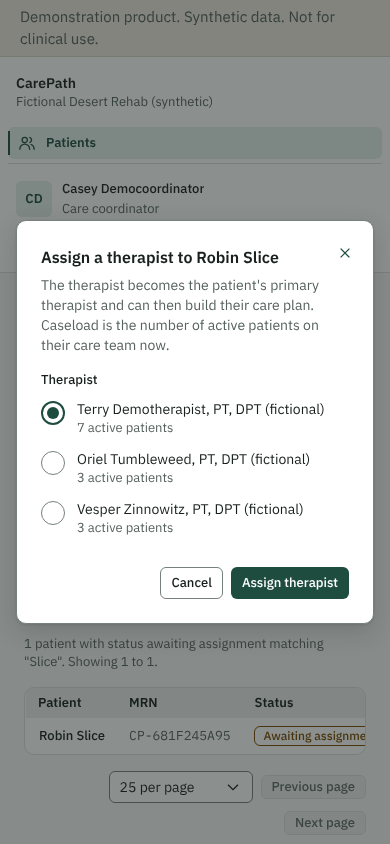 Demonstration product. Synthetic data. Not for
clinical use.
CarePath
Fictional Desert Rehab (synthetic)
Patients
CD
Casey Democoordinator
Care coordinator
Assign a therapist to Robin Slice
The therapist becomes the patient's primary
therapist and can then build their care plan.
Caseload is the number of active patients on
their care team now.
Therapist
Terry Demotherapist, PT, DPT (fictional)
7 active patients
Oriel Tumbleweed, PT, DPT (fictional)
3 active patients
Vesper Zinnowitz, PT, DPT (fictional)
3 active patients
Cancel
Assign therapist
1 patient with status awaiting assignment matching
"Slice". Showing 1 to 1.
Patient MRN Status
Robin Slice CP-681F245A95 Awaiting assignme
25 per page
Previous page
Next page